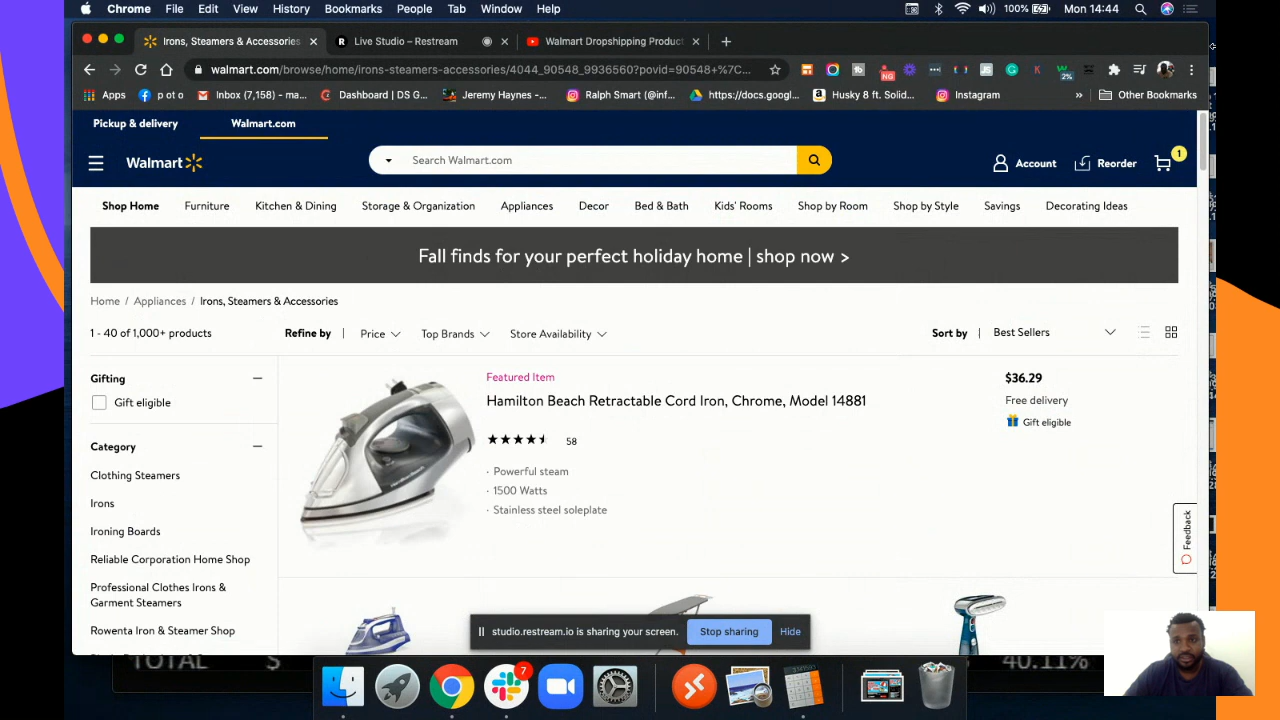 Chrome File Edit View History Bookmarks People Tab Window Help 100% Mon 14:44
Irons, Steamers & Accessories Live Studio – Restream Walmart Dropshipping Product
walmart.com/browse/home/irons-steamers-accessories/4044_90548_9936560?povid=90548+%7C... NG 2%
Apps p ot o Inbox (7,158) – ma... Dashboard | DS G... Jeremy Haynes –... Ralph Smart (@inf... https://docs.googl... Husky 8 ft. Solid... Instagram » Other Bookmarks
Pickup & delivery Walmart.com
Walmart Search Walmart.com Account Reorder 1
Shop Home Furniture Kitchen & Dining Storage & Organization Appliances Decor Bed & Bath Kids' Rooms Shop by Room Shop by Style Savings Decorating Ideas
Fall finds for your perfect holiday home | shop now >
Home / Appliances / Irons, Steamers & Accessories
1 - 40 of 1,000+ products Refine by | Price Top Brands Store Availability Sort by | Best Sellers
Gifting
Gift eligible
Category
Clothing Steamers
Irons
Ironing Boards
Reliable Corporation Home Shop
Professional Clothes Irons &
Garment Steamers
Rowenta Iron & Steamer Shop
Featured Item
Hamilton Beach Retractable Cord Iron, Chrome, Model 14881
58
· Powerful steam
· 1500 Watts
· Stainless steel soleplate
$36.29
Free delivery
Gift eligible
Feedback
studio.restream.io is sharing your screen. Stop sharing Hide
TOTAL $ 40.11%
7